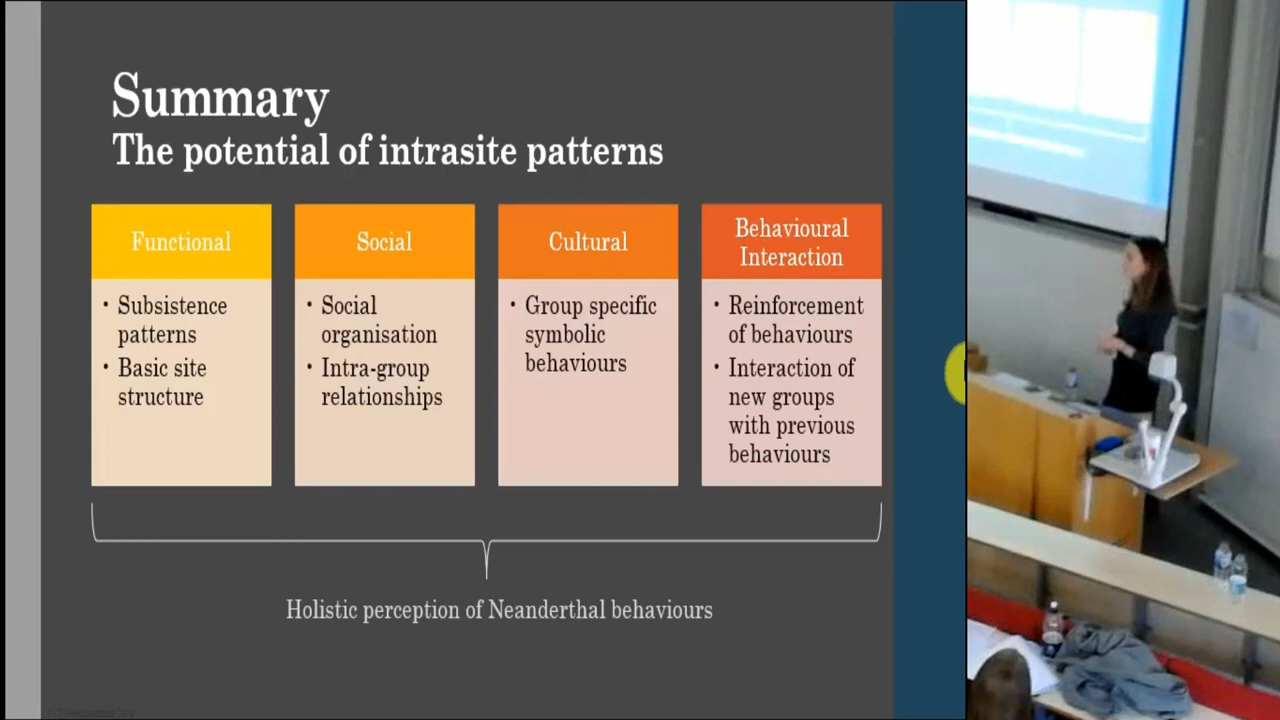 Summary
The potential of intrasite patterns
Functional
• Subsistence
patterns
• Basic site
structure
Social
• Social
organisation
• Intra-group
relationships
Cultural
• Group specific
symbolic
behaviours
Behavioural
Interaction
• Reinforcement
of behaviours
• Interaction of
new groups
with previous
behaviours
Holistic perception of Neanderthal behaviours